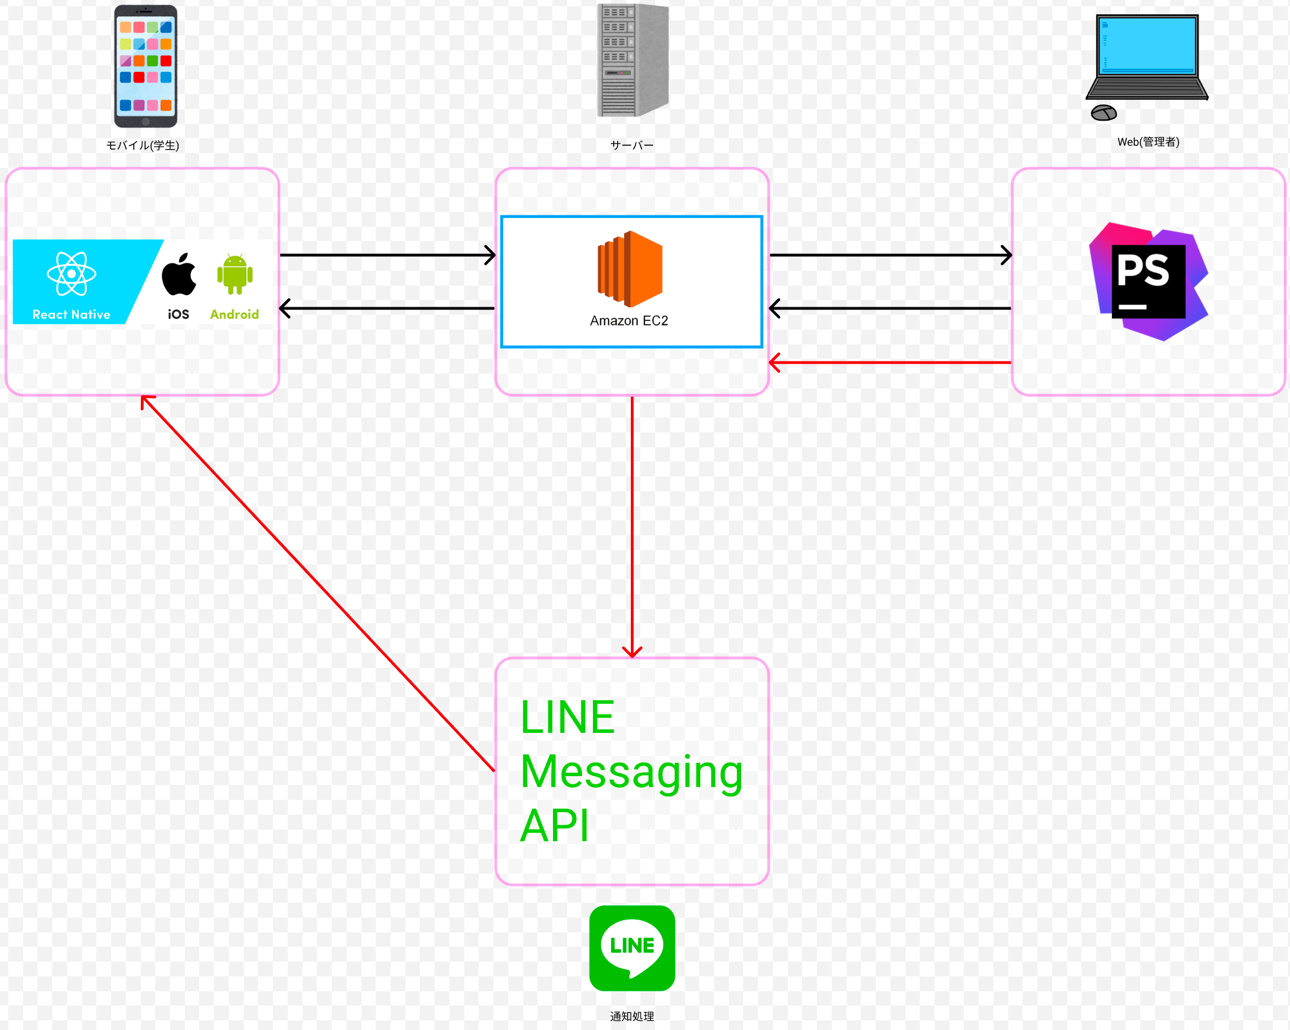 モバイル(学生)
サーバー
Web(管理者)
React Native
iOS
Android
Amazon EC2
PS
LINE
Messaging
API
LINE
通知処理